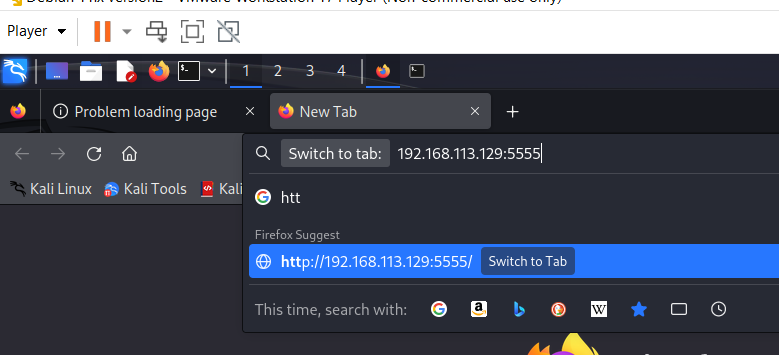 Debian 11.x version2 - VMware Workstation 17 Player (Non-commercial use only)
Player
1 2 3 4
Problem loading page
New Tab
Switch to tab: 192.168.113.129:5555
Kali Linux Kali Tools Kali
htt
Firefox Suggest
http://192.168.113.129:5555/ Switch to Tab
This time, search with: